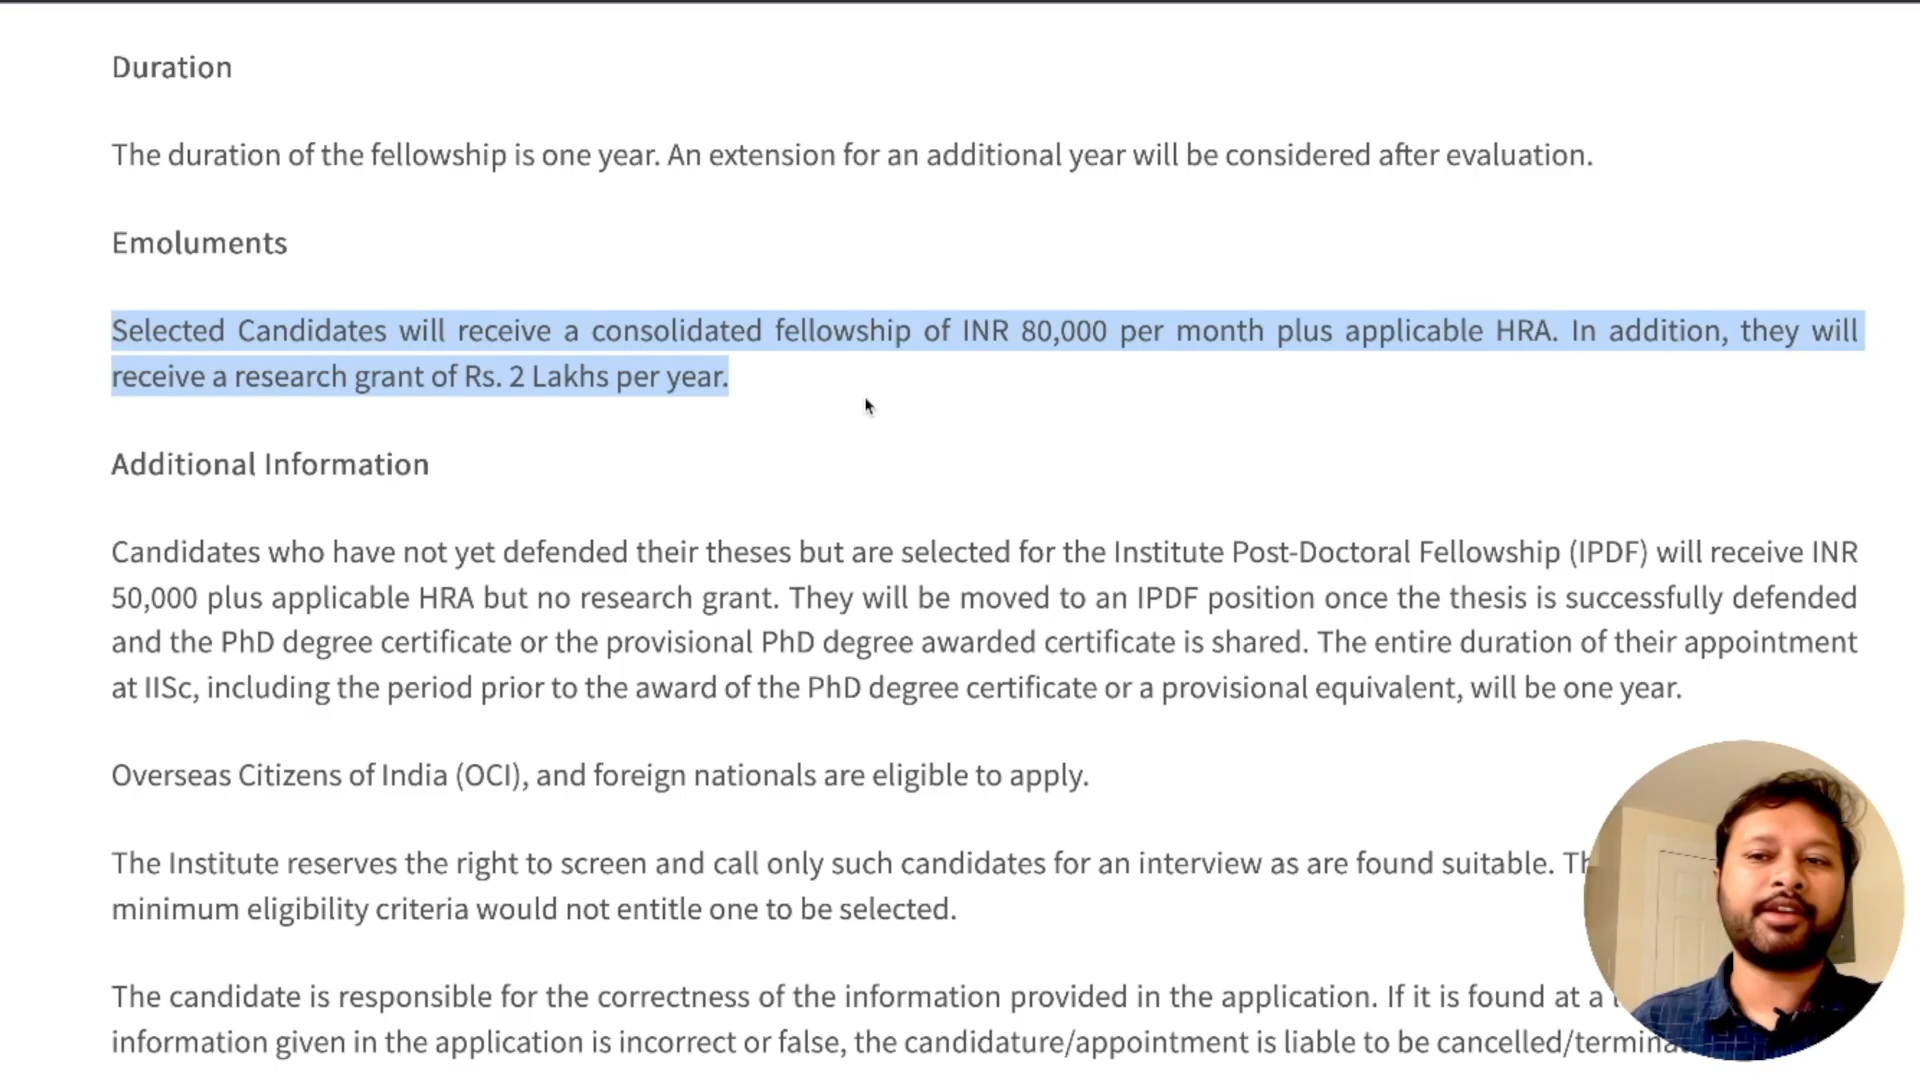 Duration
The duration of the fellowship is one year. An extension for an additional year will be considered after evaluation.
Emoluments
Selected Candidates will receive a consolidated fellowship of INR 80,000 per month plus applicable HRA. In addition, they will
receive a research grant of Rs. 2 Lakhs per year.
Additional Information
Candidates who have not yet defended their theses but are selected for the Institute Post-Doctoral Fellowship (IPDF) will receive INR
50,000 plus applicable HRA but no research grant. They will be moved to an IPDF position once the thesis is successfully defended
and the PhD degree certificate or the provisional PhD degree awarded certificate is shared. The entire duration of their appointment
at IISc, including the period prior to the award of the PhD degree certificate or a provisional equivalent, will be one year.
Overseas Citizens of India (OCI), and foreign nationals are eligible to apply.
The Institute reserves the right to screen and call only such candidates for an interview as are found suitable.
minimum eligibility criteria would not entitle one to be selected.
The candidate is responsible for the correctness of the information provided in the application. If it is found at a
information given in the application is incorrect or false, the candidature/appointment is liable to be cancelled/